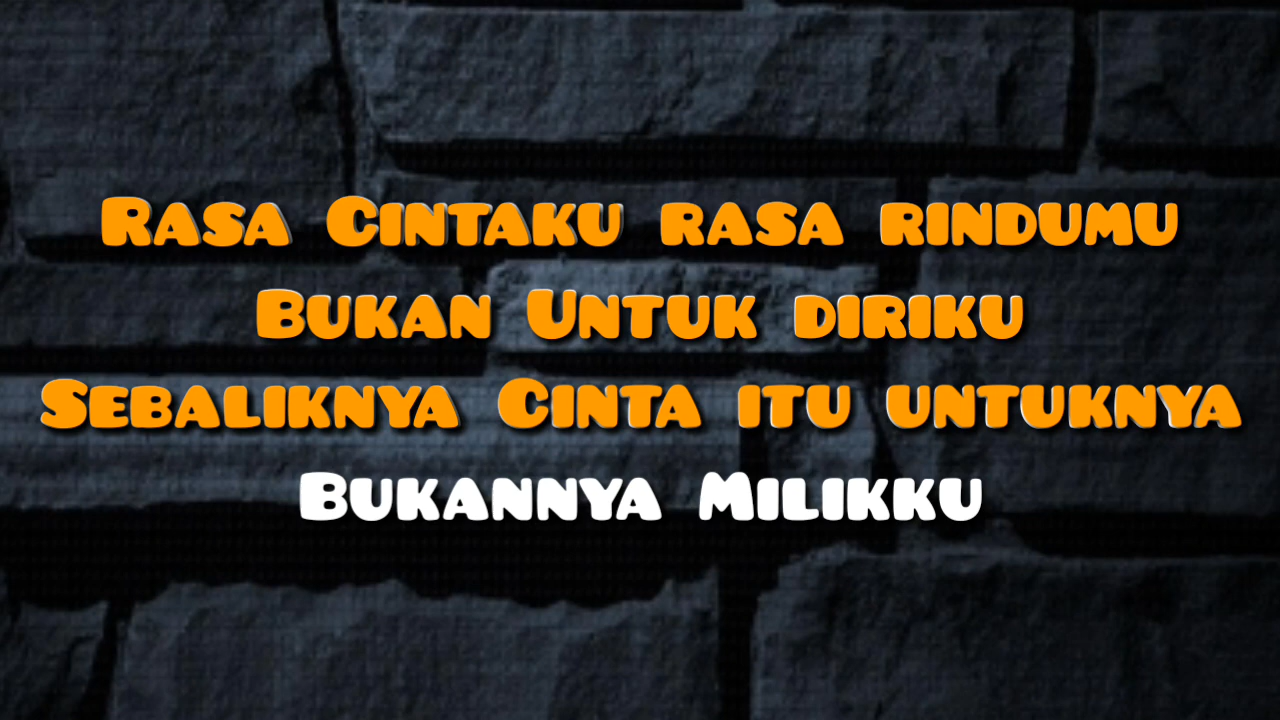 Rasa Cintaku rasa rindumu
Bukan Untuk diriku
Sebaliknya Cinta itu untuknya
Bukannya Milikku